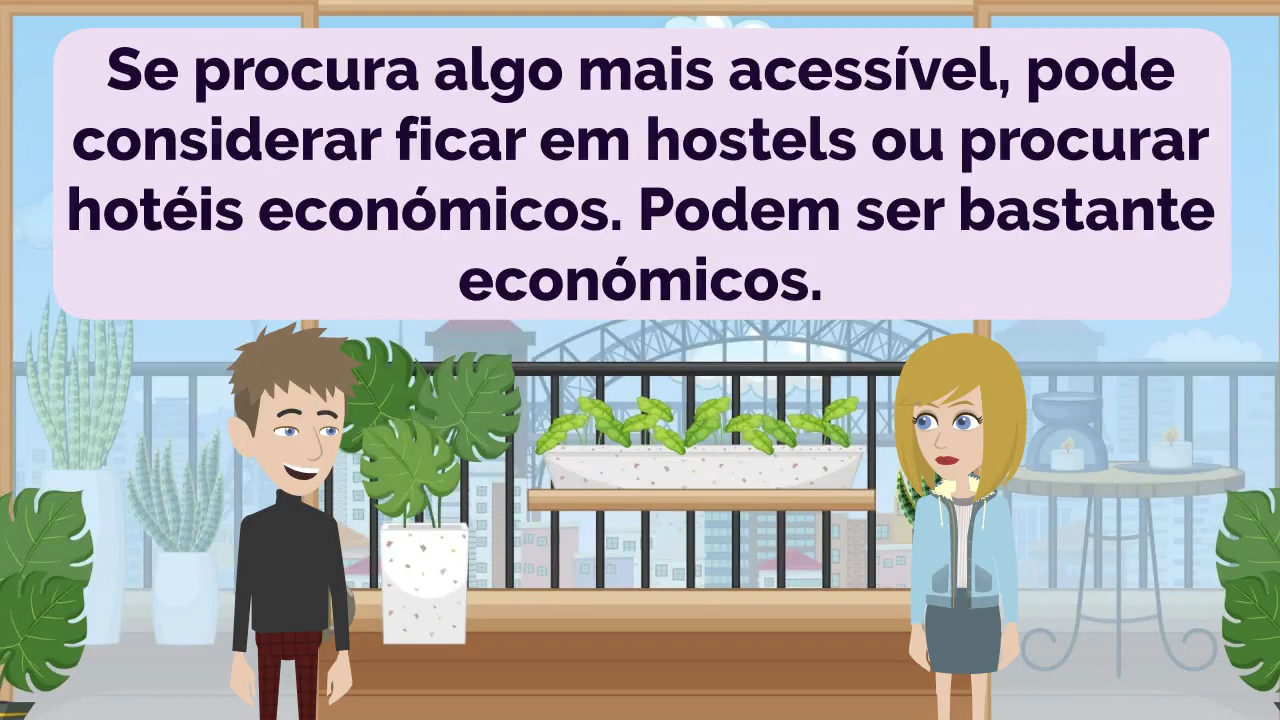 Se procura algo mais acessível, pode
considerar ficar em hostels ou procurar
hotéis económicos. Podem ser bastante
económicos.